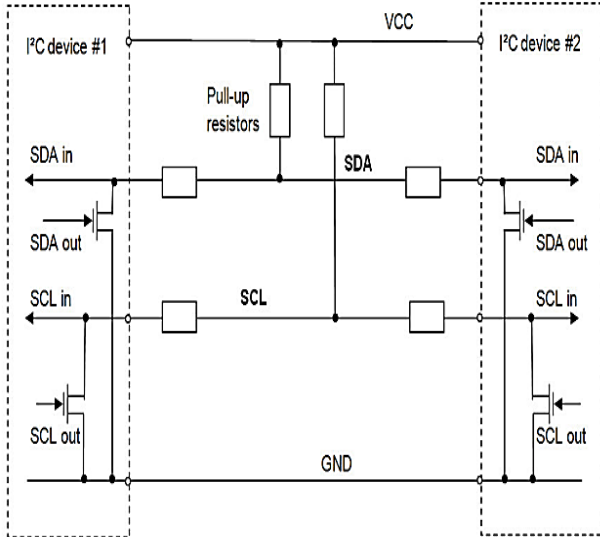 VCC
I²C device #1
I²C device #2
Pull-up
resistors
SDA in
SDA
SDA in
SDA out
SDA out
SCL in
SCL
SCL in
SCL out
SCL out
GND